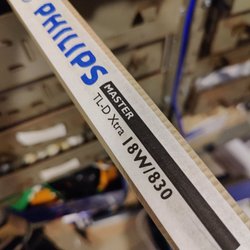 PHILIPS
MASTER
TL-D Xtra 18W/830